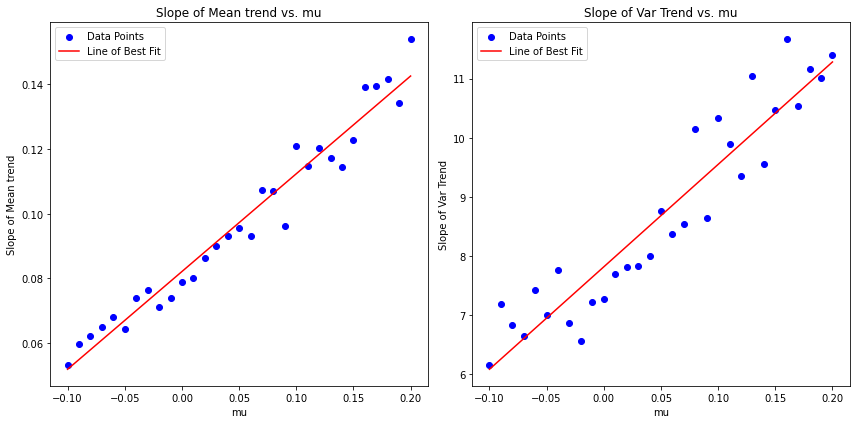 Slope of Mean trend vs. mu
Data Points
Line of Best Fit
Slope of Mean trend
0.14
0.12
0.10
0.08
0.06
−0.10 −0.05 0.00 0.05 0.10 0.15 0.20
mu
Slope of Var Trend vs. mu
Data Points
Line of Best Fit
Slope of Var Trend
11
10
9
8
7
6
−0.10 −0.05 0.00 0.05 0.10 0.15 0.20
mu